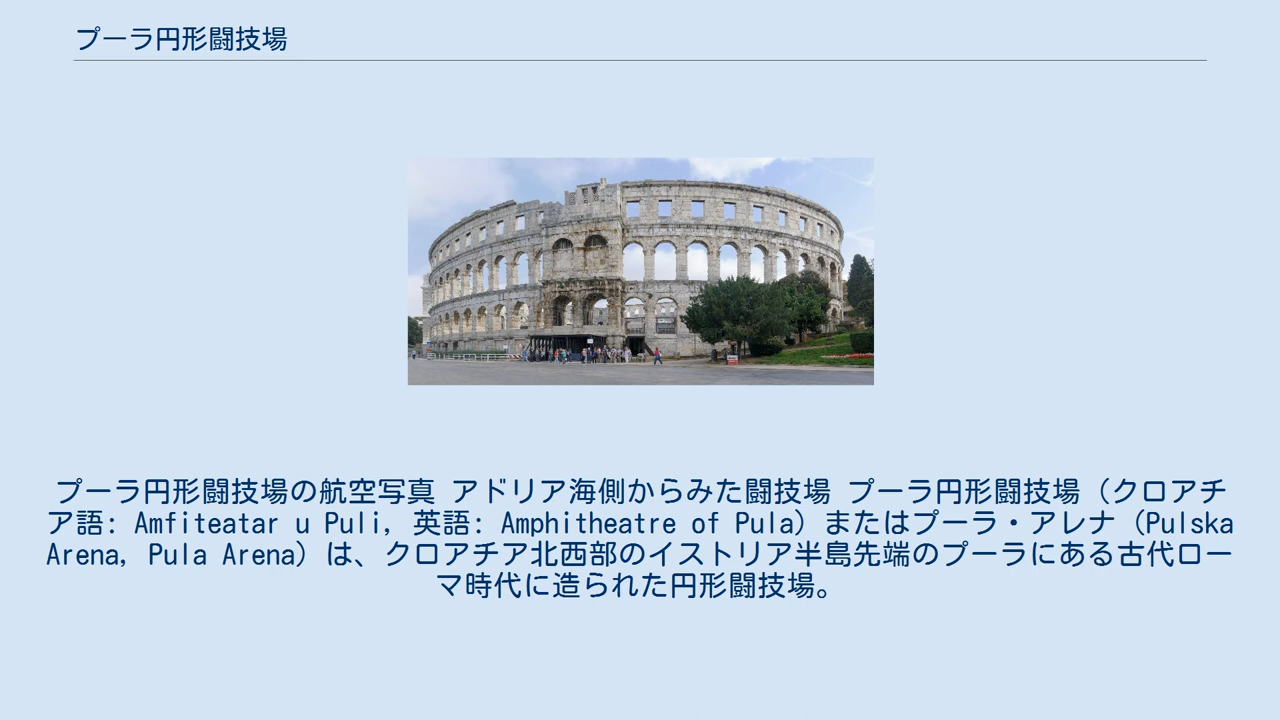 プーラ円形闘技場
プーラ円形闘技場の航空写真 アドリア海側からみた闘技場 プーラ円形闘技場（クロアチ
ア語: Amfiteatar u Puli, 英語: Amphitheatre of Pula）またはプーラ・アレナ（Pulska
Arena, Pula Arena）は、クロアチア北西部のイストリア半島先端のプーラにある古代ロー
マ時代に造られた円形闘技場。